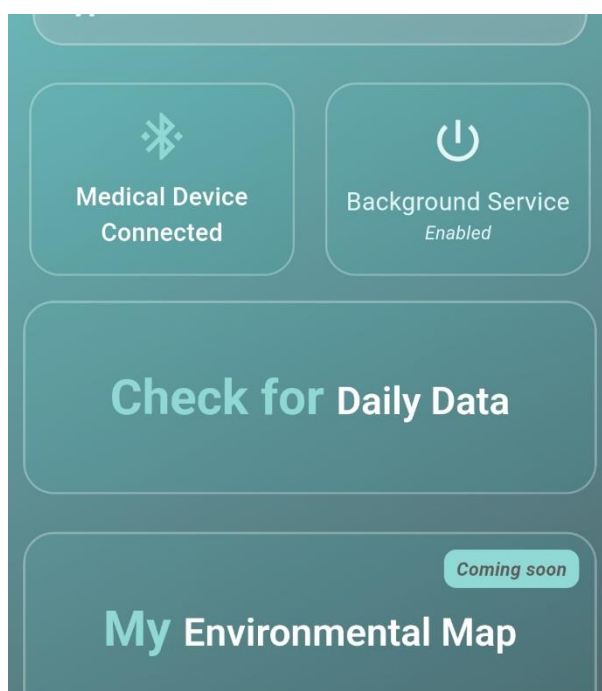 Medical Device
Connected
Background Service
Enabled
Check for Daily Data
Coming soon
My Environmental Map